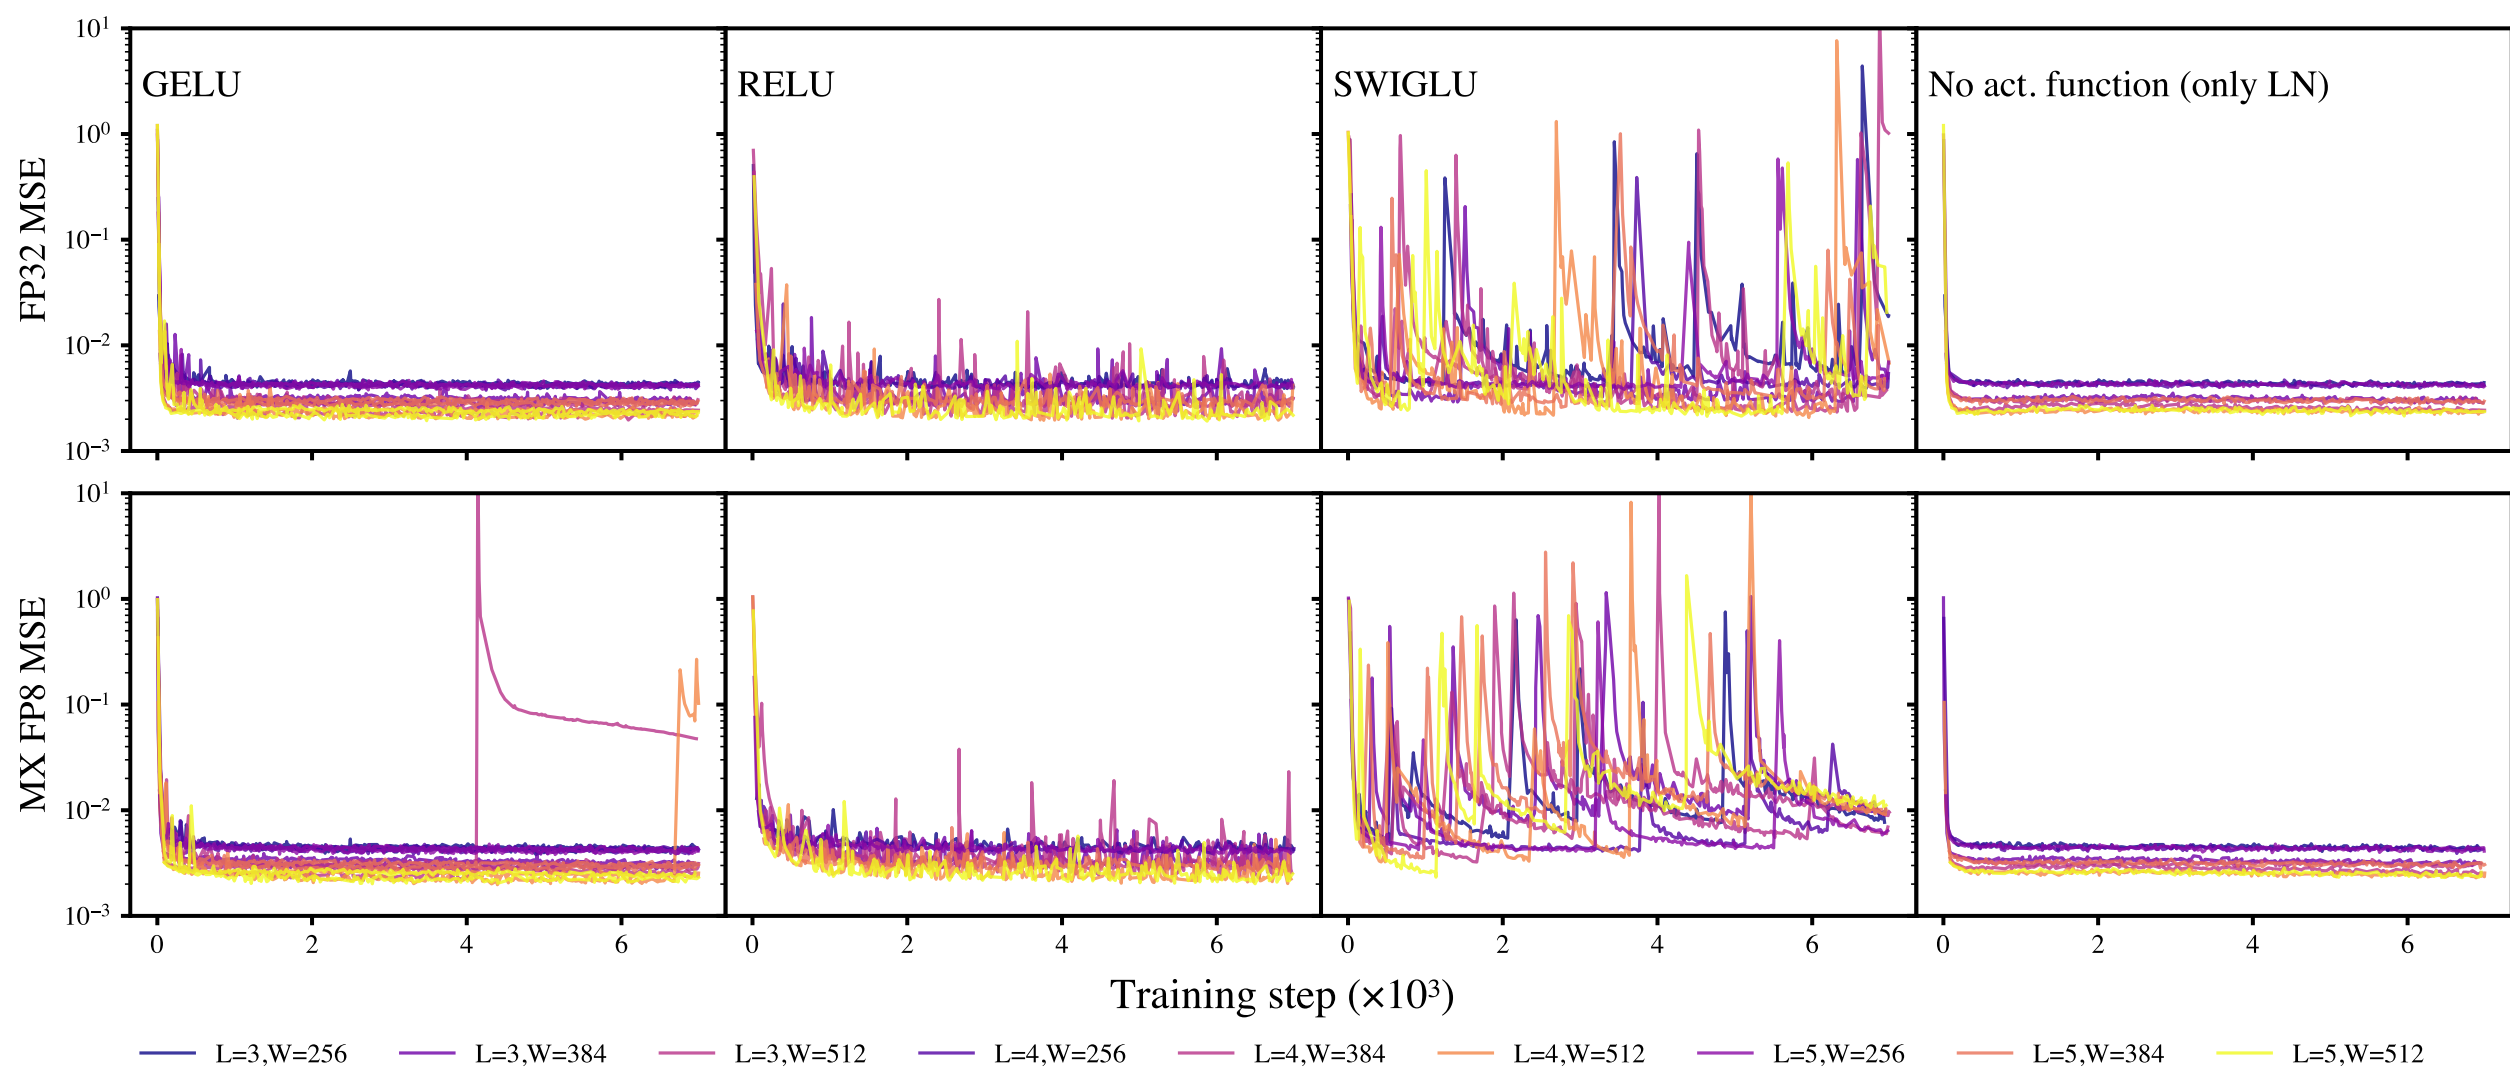 10¹
10⁰
10⁻¹
10⁻²
10⁻³
FP32 MSE
GELU
RELU
SWIGLU
No act. function (only LN)
10¹
10⁰
10⁻¹
10⁻²
10⁻³
MX FP8 MSE
0 2 4 6 0 2 4 6 0 2 4 6 0 2 4 6
Training step (×10³)
L=3,W=256 L=3,W=384 L=3,W=512 L=4,W=256 L=4,W=384 L=4,W=512 L=5,W=256 L=5,W=384 L=5,W=512